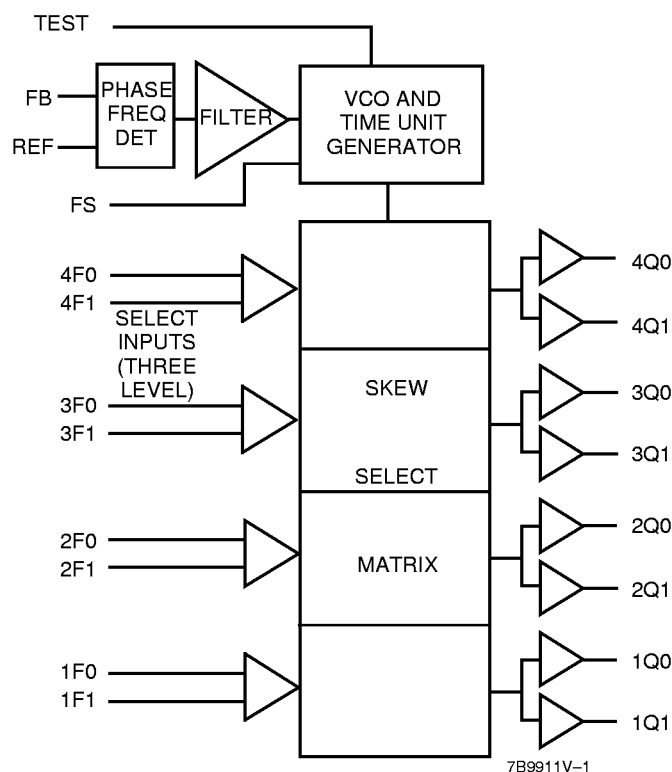 TEST
FB
REF
PHASE
FREQ
DET
FILTER
VCO AND
TIME UNIT
GENERATOR
FS
4F0
4F1
SELECT
INPUTS
(THREE
LEVEL)
3F0
3F1
2F0
2F1
1F0
1F1
SKEW
SELECT
MATRIX
4Q0
4Q1
3Q0
3Q1
2Q0
2Q1
1Q0
1Q1
7B9911V–1